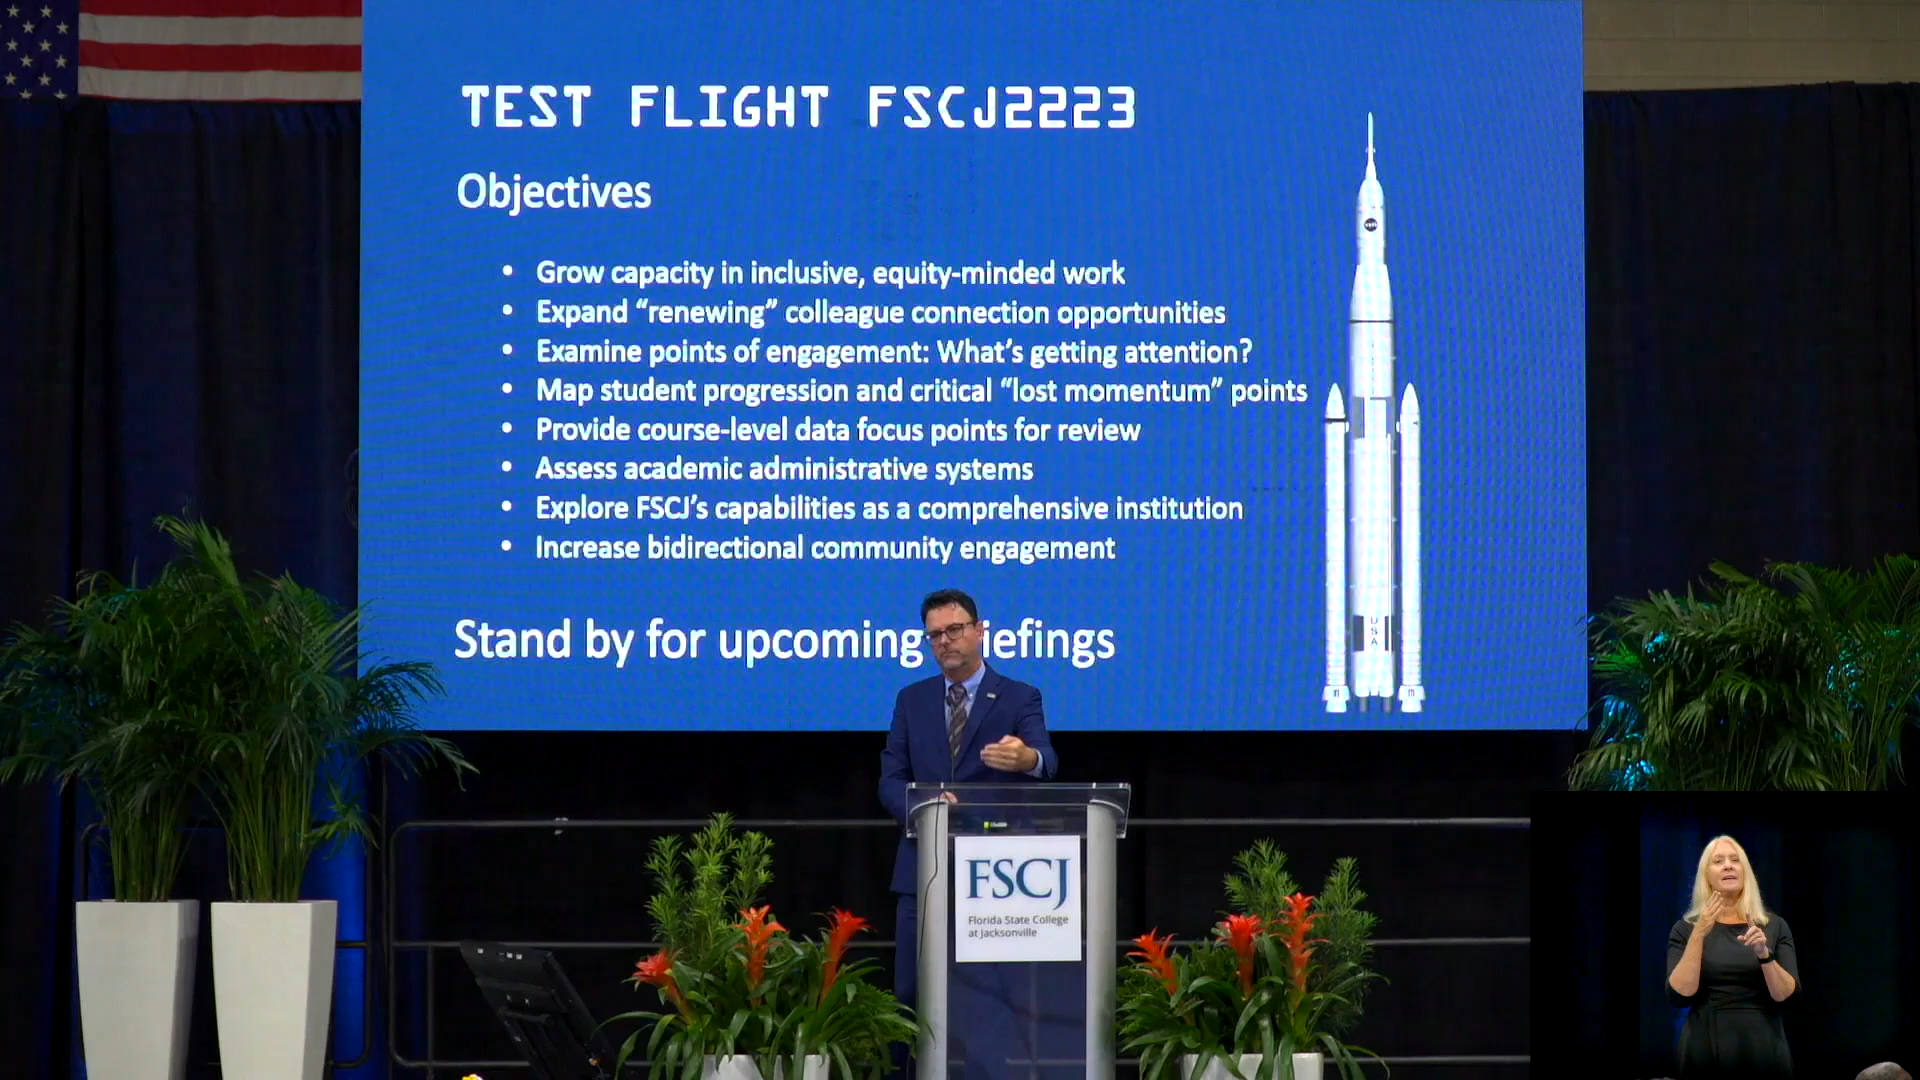 TEST FLIGHT FSCJ2223
Objectives
• Grow capacity in inclusive, equity-minded work
• Expand “renewing” colleague connection opportunities
• Examine points of engagement: What’s getting attention?
• Map student progression and critical “lost momentum” points
• Provide course-level data focus points for review
• Assess academic administrative systems
• Explore FSCJ’s capabilities as a comprehensive institution
• Increase bidirectional community engagement
Stand by for upcoming iefings
USA
FSCJ
Florida State College
at Jacksonville